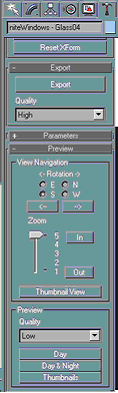 niteWindows - Glass04
Reset XForm
- Export
Export
Quality
High
+ Parameters
- Preview
View Navigation
<- Rotation ->
E N
S W
<-- -->
Zoom
5 In
4
3
2
1 Out
Thumbnail View
Preview
Quality
Low
Day
Day & Night
Thumbnails